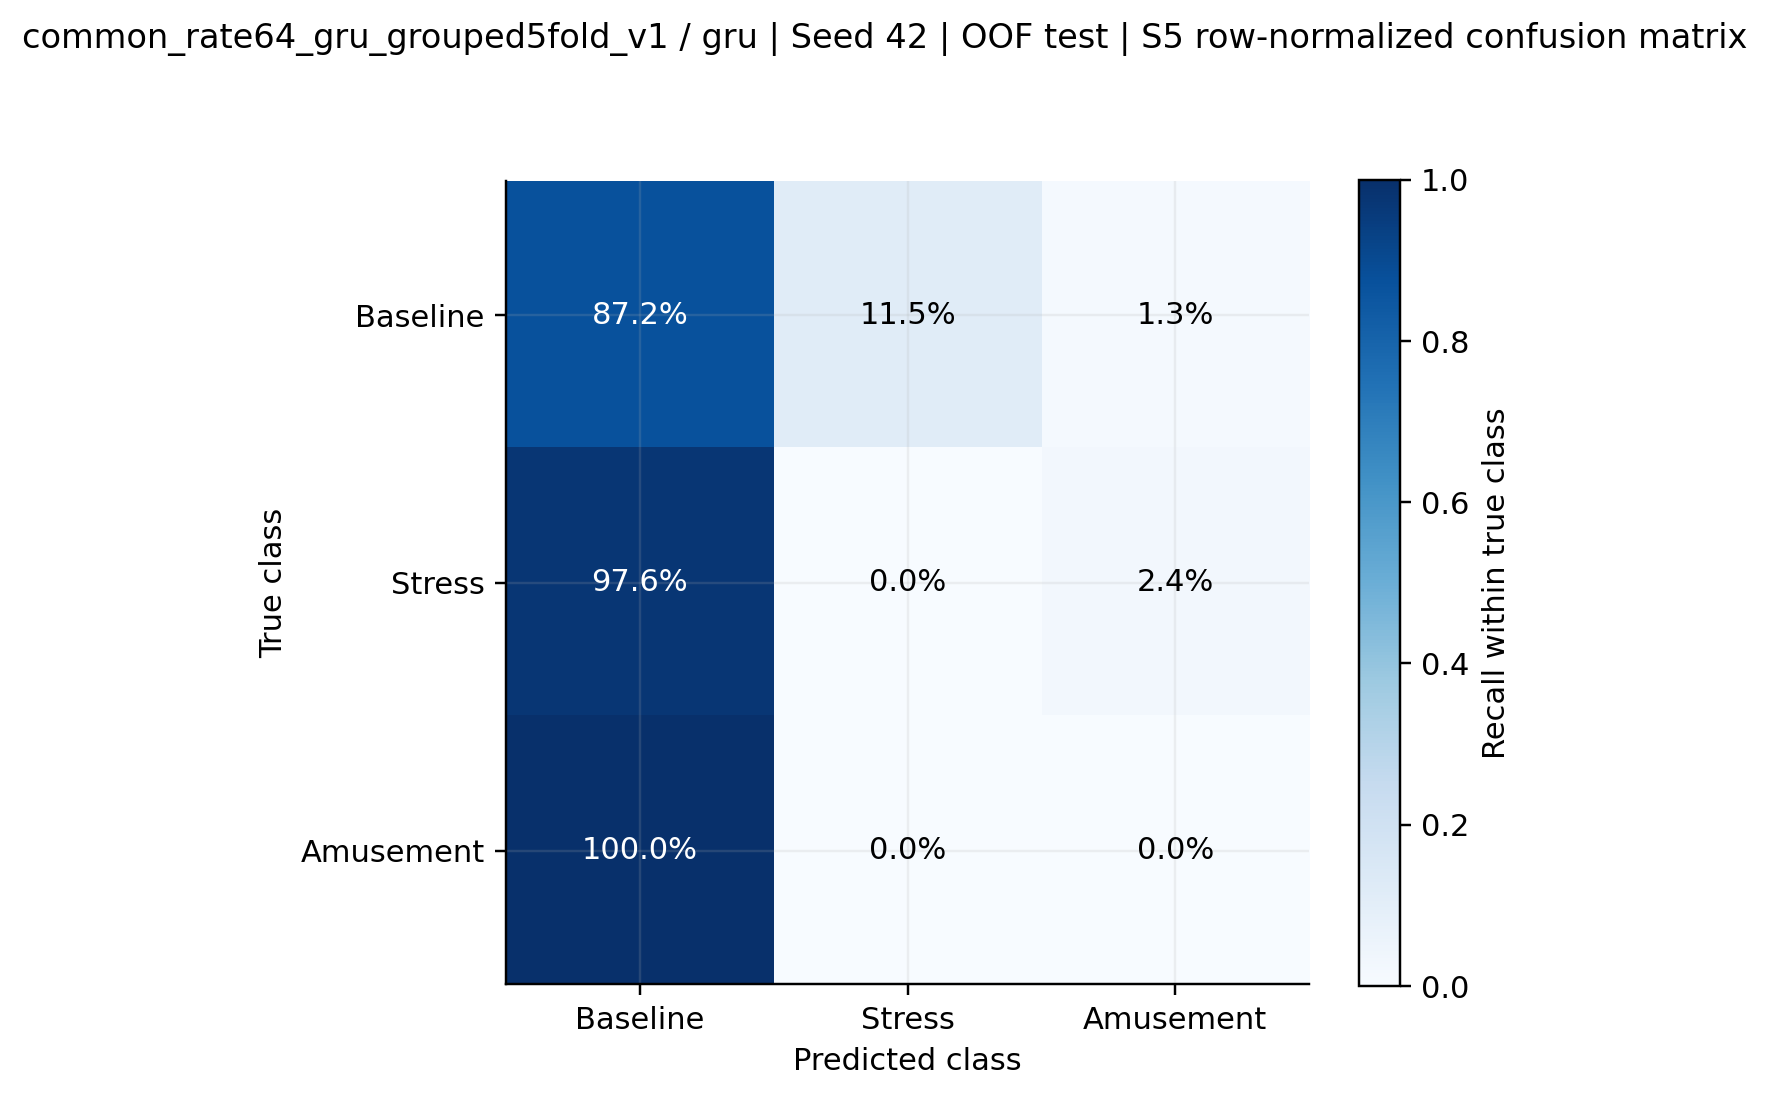 common_rate64_gru_grouped5fold_v1 / gru | Seed 42 | OOF test | S5 row-normalized confusion matrix
True class
Baseline 87.2% 11.5% 1.3%
Stress 97.6% 0.0% 2.4%
Amusement 100.0% 0.0% 0.0%
Baseline Stress Amusement
Predicted class
1.0
0.8
0.6
0.4
0.2
0.0
Recall within true class